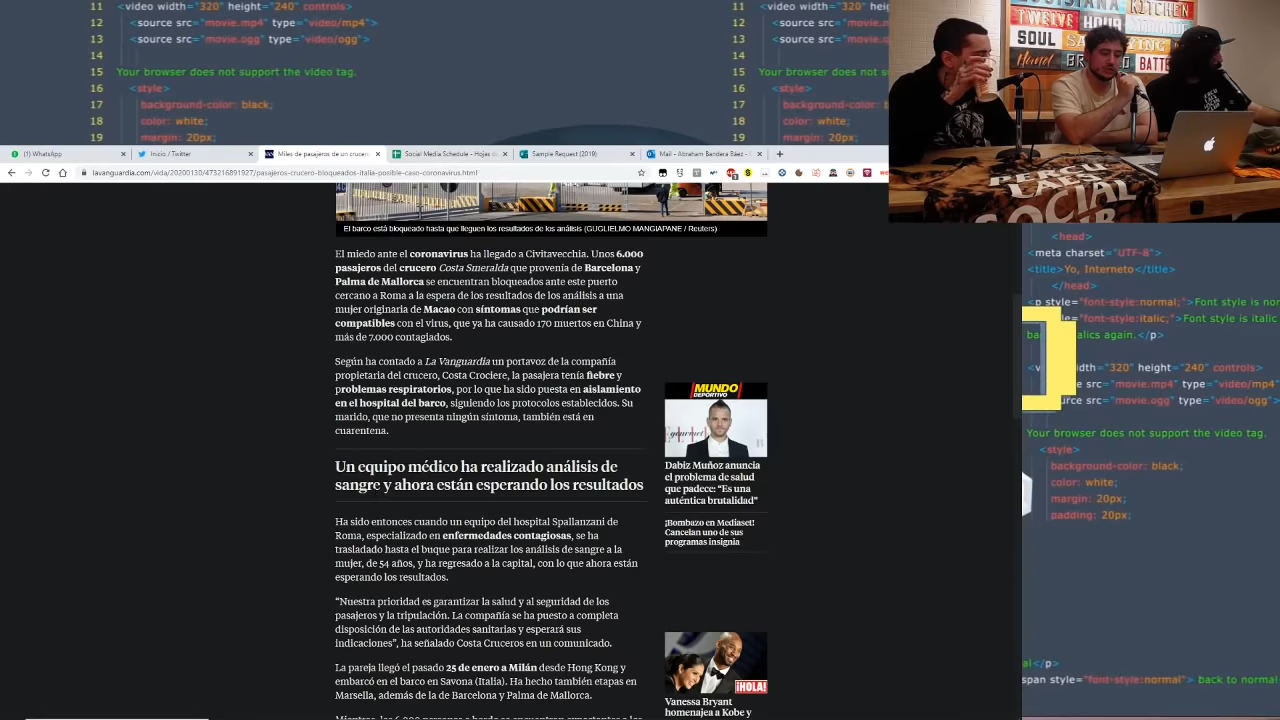 11 <video width="320" height="240" controls>
12 <source src="movie.mp4" type="video/mp4">
13 <source src="movie.ogg" type="video/ogg">
14
15 Your browser does not support the video tag.
16 <style>
17 background-color: black;
18 color: white;
19 margin: 20px;
11 <video width="320" hei
12 <source src="movie.m
13 <source src="movie.o
14
15 Your browser does not s
16 <style>
17 background-color: bl
18 color: white;
19 margin: 20px;
LOUISIANA KITCHEN
TWELVE HOUR
SOUL
Hand
(1) WhatsApp
Inicio / Twitter
Miles de pasajeros de un crucer
Social Media Schedule - Hojas
Sample Request (2019)
Mail - Abraham Bandera Báez -
lavanguardia.com/vida/20200130/473216891927/pasajeros-crucero-bloqueados-italia-posible-caso-coronavirus.html
PLEASURES
SOCIAL
El barco está bloqueado hasta que lleguen los resultados de los análisis (GUGLIELMO MANGIAPANE / Reuters)
El miedo ante el coronavirus ha llegado a Civitavecchia. Unos 6.000
pasajeros del crucero Costa Smeralda que provenía de Barcelona y
Palma de Mallorca se encuentran bloqueados ante este puerto
cercano a Roma a la espera de los resultados de los análisis a una
mujer originaria de Macao con síntomas que podrían ser
compatibles con el virus, que ya ha causado 170 muertos en China y
más de 7.000 contagiados.
Según ha contado a La Vanguardia un portavoz de la compañía
propietaria del crucero, Costa Crociere, la pasajera tenía fiebre y
problemas respiratorios, por lo que ha sido puesta en aislamiento
en el hospital del barco, siguiendo los protocolos establecidos. Su
marido, que no presenta ningún síntoma, también está en
cuarentena.
Un equipo médico ha realizado análisis de
sangre y ahora están esperando los resultados
Ha sido entonces cuando un equipo del hospital Spallanzani de
Roma, especializado en enfermedades contagiosas, se ha
trasladado hasta el buque para realizar los análisis de sangre a la
mujer, de 54 años, y ha regresado a la capital, con lo que ahora están
esperando los resultados.
“Nuestra prioridad es garantizar la salud y al seguridad de los
pasajeros y la tripulación. La compañía se ha puesto a completa
disposición de las autoridades sanitarias y esperará sus
indicaciones”, ha señalado Costa Cruceros en un comunicado.
La pareja llegó el pasado 25 de enero a Milán desde Hong Kong y
embarcó en el barco en Savona (Italia). Ha hecho también etapas en
Marsella, además de la de Barcelona y Palma de Mallorca.
MUNDO
DEPORTIVO
gourmet
Dabiz Muñoz anuncia
el problema de salud
que padece: “Es una
auténtica brutalidad”
¡Bombazo en Mediaset!
Cancelan uno de sus
programas insignia
¡HOLA!
Vanessa Bryant
homenajea a Kobe y
<head>
<meta charset="UTF-8">
<title>Yo, Interneto</title>
</head>
<p style="font-style:normal;">Font style is nor
="font-style:italic;">Font style is italic
ba alics again.</p>
<v dth="320" height="240" controls>
e src="movie.mp4" type="video/mp4"
urce src="movie.ogg" type="video/ogg">
Your browser does not support the video tag.
<style>
background-color: black;
color: white;
margin: 20px;
padding: 20px;
al</p>
span style="font-style:normal"> back to normal